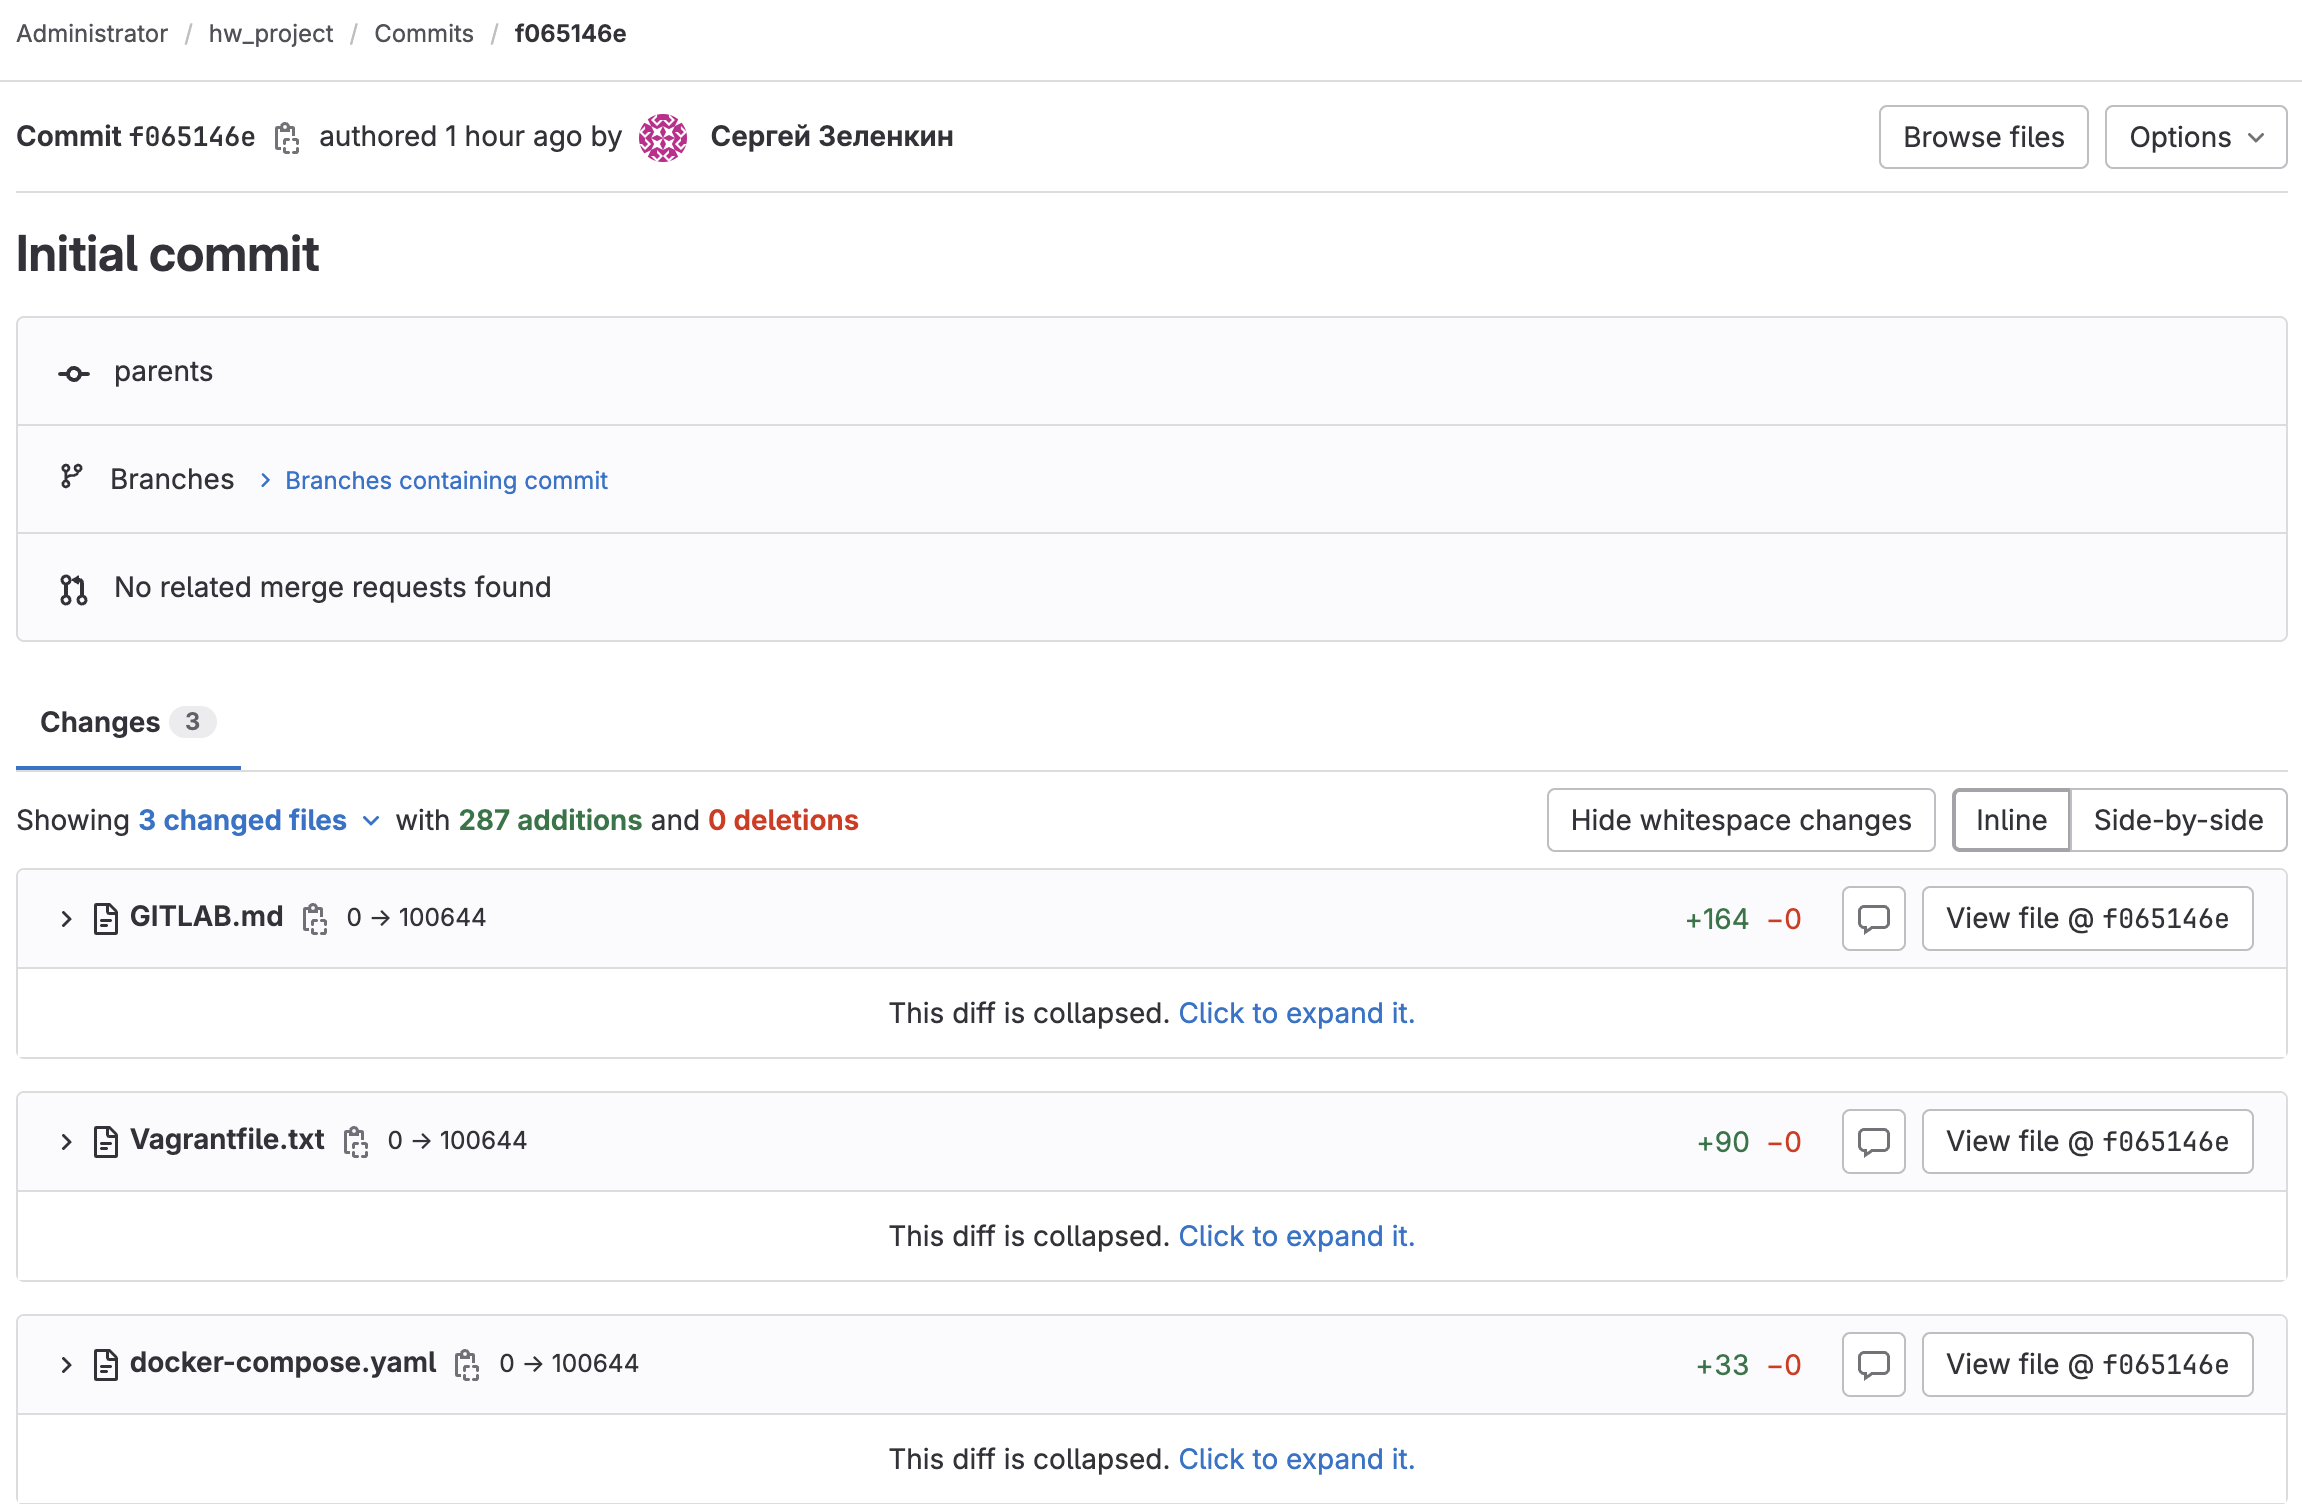 Administrator / hw_project / Commits / f065146e
Commit f065146e authored 1 hour ago by Сергей Зеленкин Browse files Options
Initial commit
parents
Branches Branches containing commit
No related merge requests found
Changes 3
Showing 3 changed files with 287 additions and 0 deletions Hide whitespace changes Inline Side-by-side
GITLAB.md 0 → 100644 +164 −0 View file @ f065146e
This diff is collapsed. Click to expand it.
Vagrantfile.txt 0 → 100644 +90 −0 View file @ f065146e
This diff is collapsed. Click to expand it.
docker-compose.yaml 0 → 100644 +33 −0 View file @ f065146e
This diff is collapsed. Click to expand it.